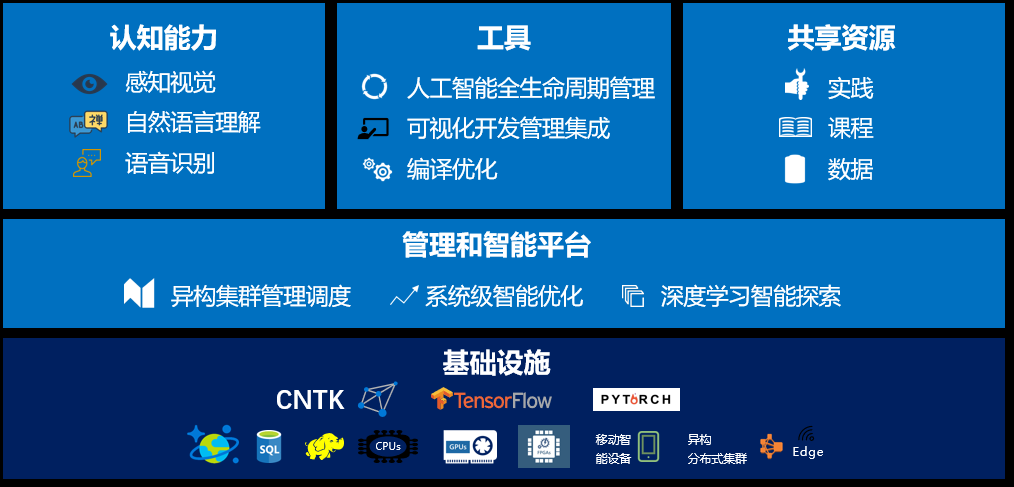 认知能力
感知视觉
AB 禅
自然语言理解
语音识别
工具
人工智能全生命周期管理
可视化开发管理集成
编译优化
共享资源
实践
课程
数据
管理和智能平台
异构集群管理调度
系统级智能优化
深度学习智能探索
基础设施
CNTK
TensorFlow
PYTORCH
SQL
CPUs
GPUs
移动智
能设备
异构
分布式集群
Edge